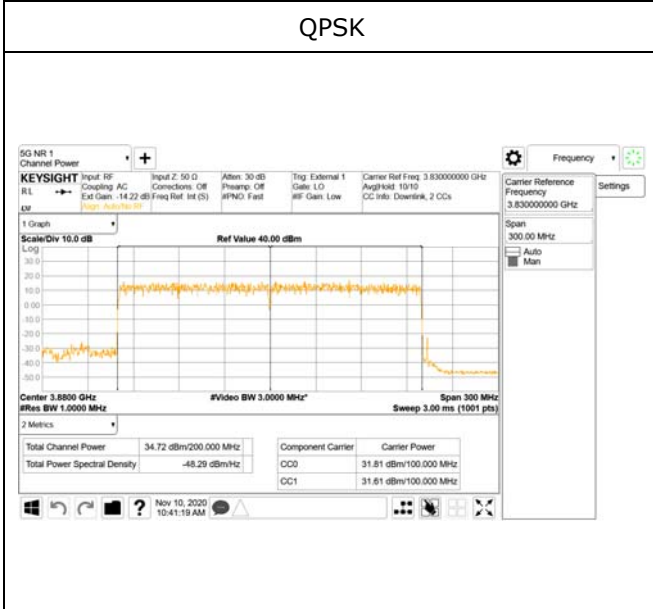 QPSK
5G NR 1
Channel Power
+
Frequency
Settings
KEYSIGHT
RL
Input: RF
Coupling: AC
Ext Gain: -14.22 dB
Align: Auto/No RF
Input Z: 50 Ω
Corrections: Off
Freq Ref: Int (S)
Atten: 30 dB
Preamp: Off
#PNO: Fast
Trig: External 1
Gate: LO
#IF Gain: Low
Carrier Ref Freq: 3.830000000 GHz
Avg|Hold: 10/10
CC Info: Downlink, 2 CCs
Carrier Reference
Frequency
3.830000000 GHz
Span
300.00 MHz
Auto
Man
1 Graph
Scale/Div 10.0 dB
Ref Value 40.00 dBm
Log
30.0
20.0
10.0
0.00
-10.0
-20.0
-30.0
-40.0
-50.0
Center 3.8800 GHz
#Video BW 3.0000 MHz*
Span 300 MHz
#Res BW 1.0000 MHz
Sweep 3.00 ms (1001 pts)
2 Metrics
Total Channel Power 34.72 dBm/200.000 MHz
Total Power Spectral Density -48.29 dBm/Hz
Component Carrier Carrier Power
CC0 31.81 dBm/100.000 MHz
CC1 31.61 dBm/100.000 MHz
?
Nov 10, 2020
10:41:19 AM